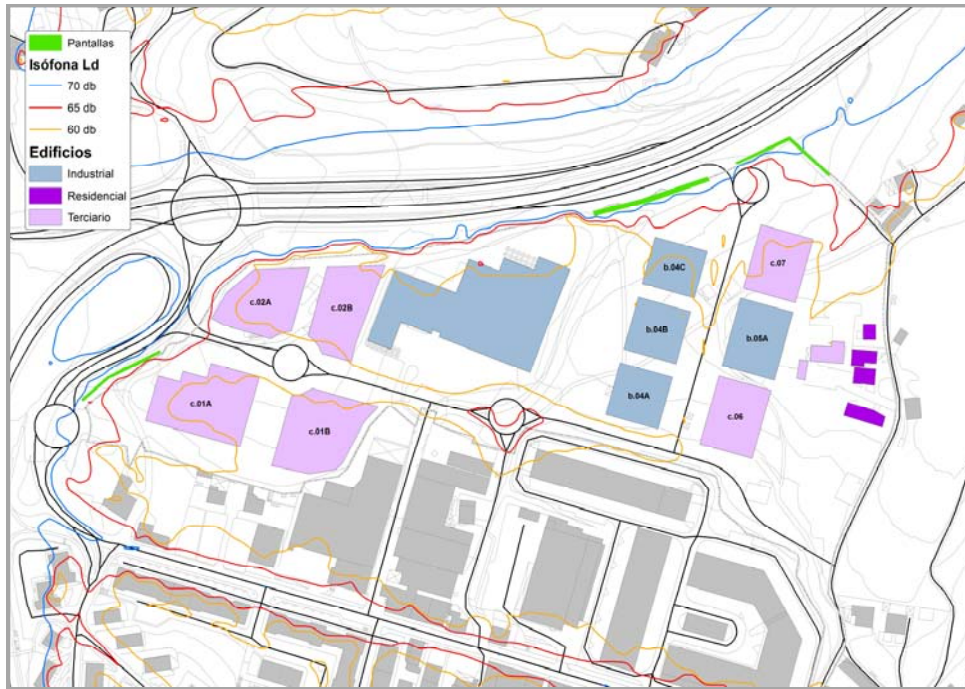 Pantallas
Isófona Ld
70 db
65 db
60 db
Edificios
Industrial
Residencial
Terciario
c.07
b.04C
c.02A
c.02B
b.04B
b.05A
c.01A
b.04A
c.06
c.01B